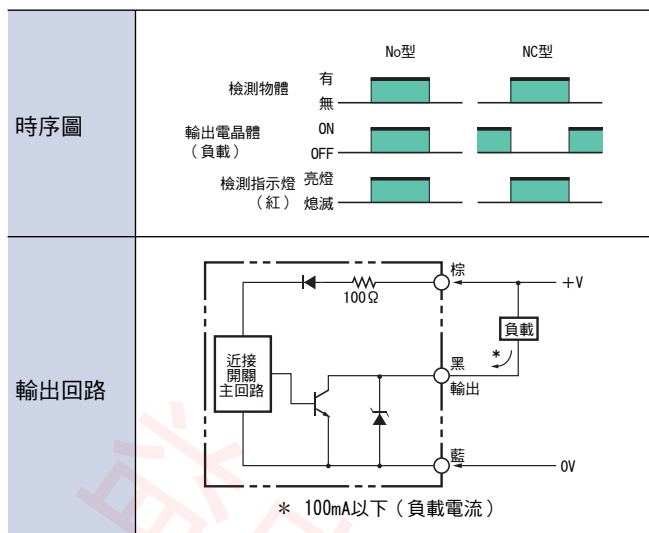 時序圖
No型
NC型
檢測物體
有
無
輸出電晶體
（負載）
ON
OFF
檢測指示燈
（紅）
亮燈
熄滅
輸出回路
近接
開關
主回路
100Ω
棕
+V
負載
*
黑
輸出
藍
0V
* 100mA以下（負載電流）